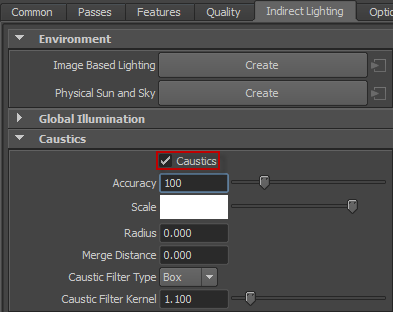 Common Passes Features Quality Indirect Lighting Optio
Environment
Image Based Lighting Create
Physical Sun and Sky Create
Global Illumination
Caustics
Caustics
Accuracy 100
Scale
Radius 0.000
Merge Distance 0.000
Caustic Filter Type Box
Caustic Filter Kernel 1.100